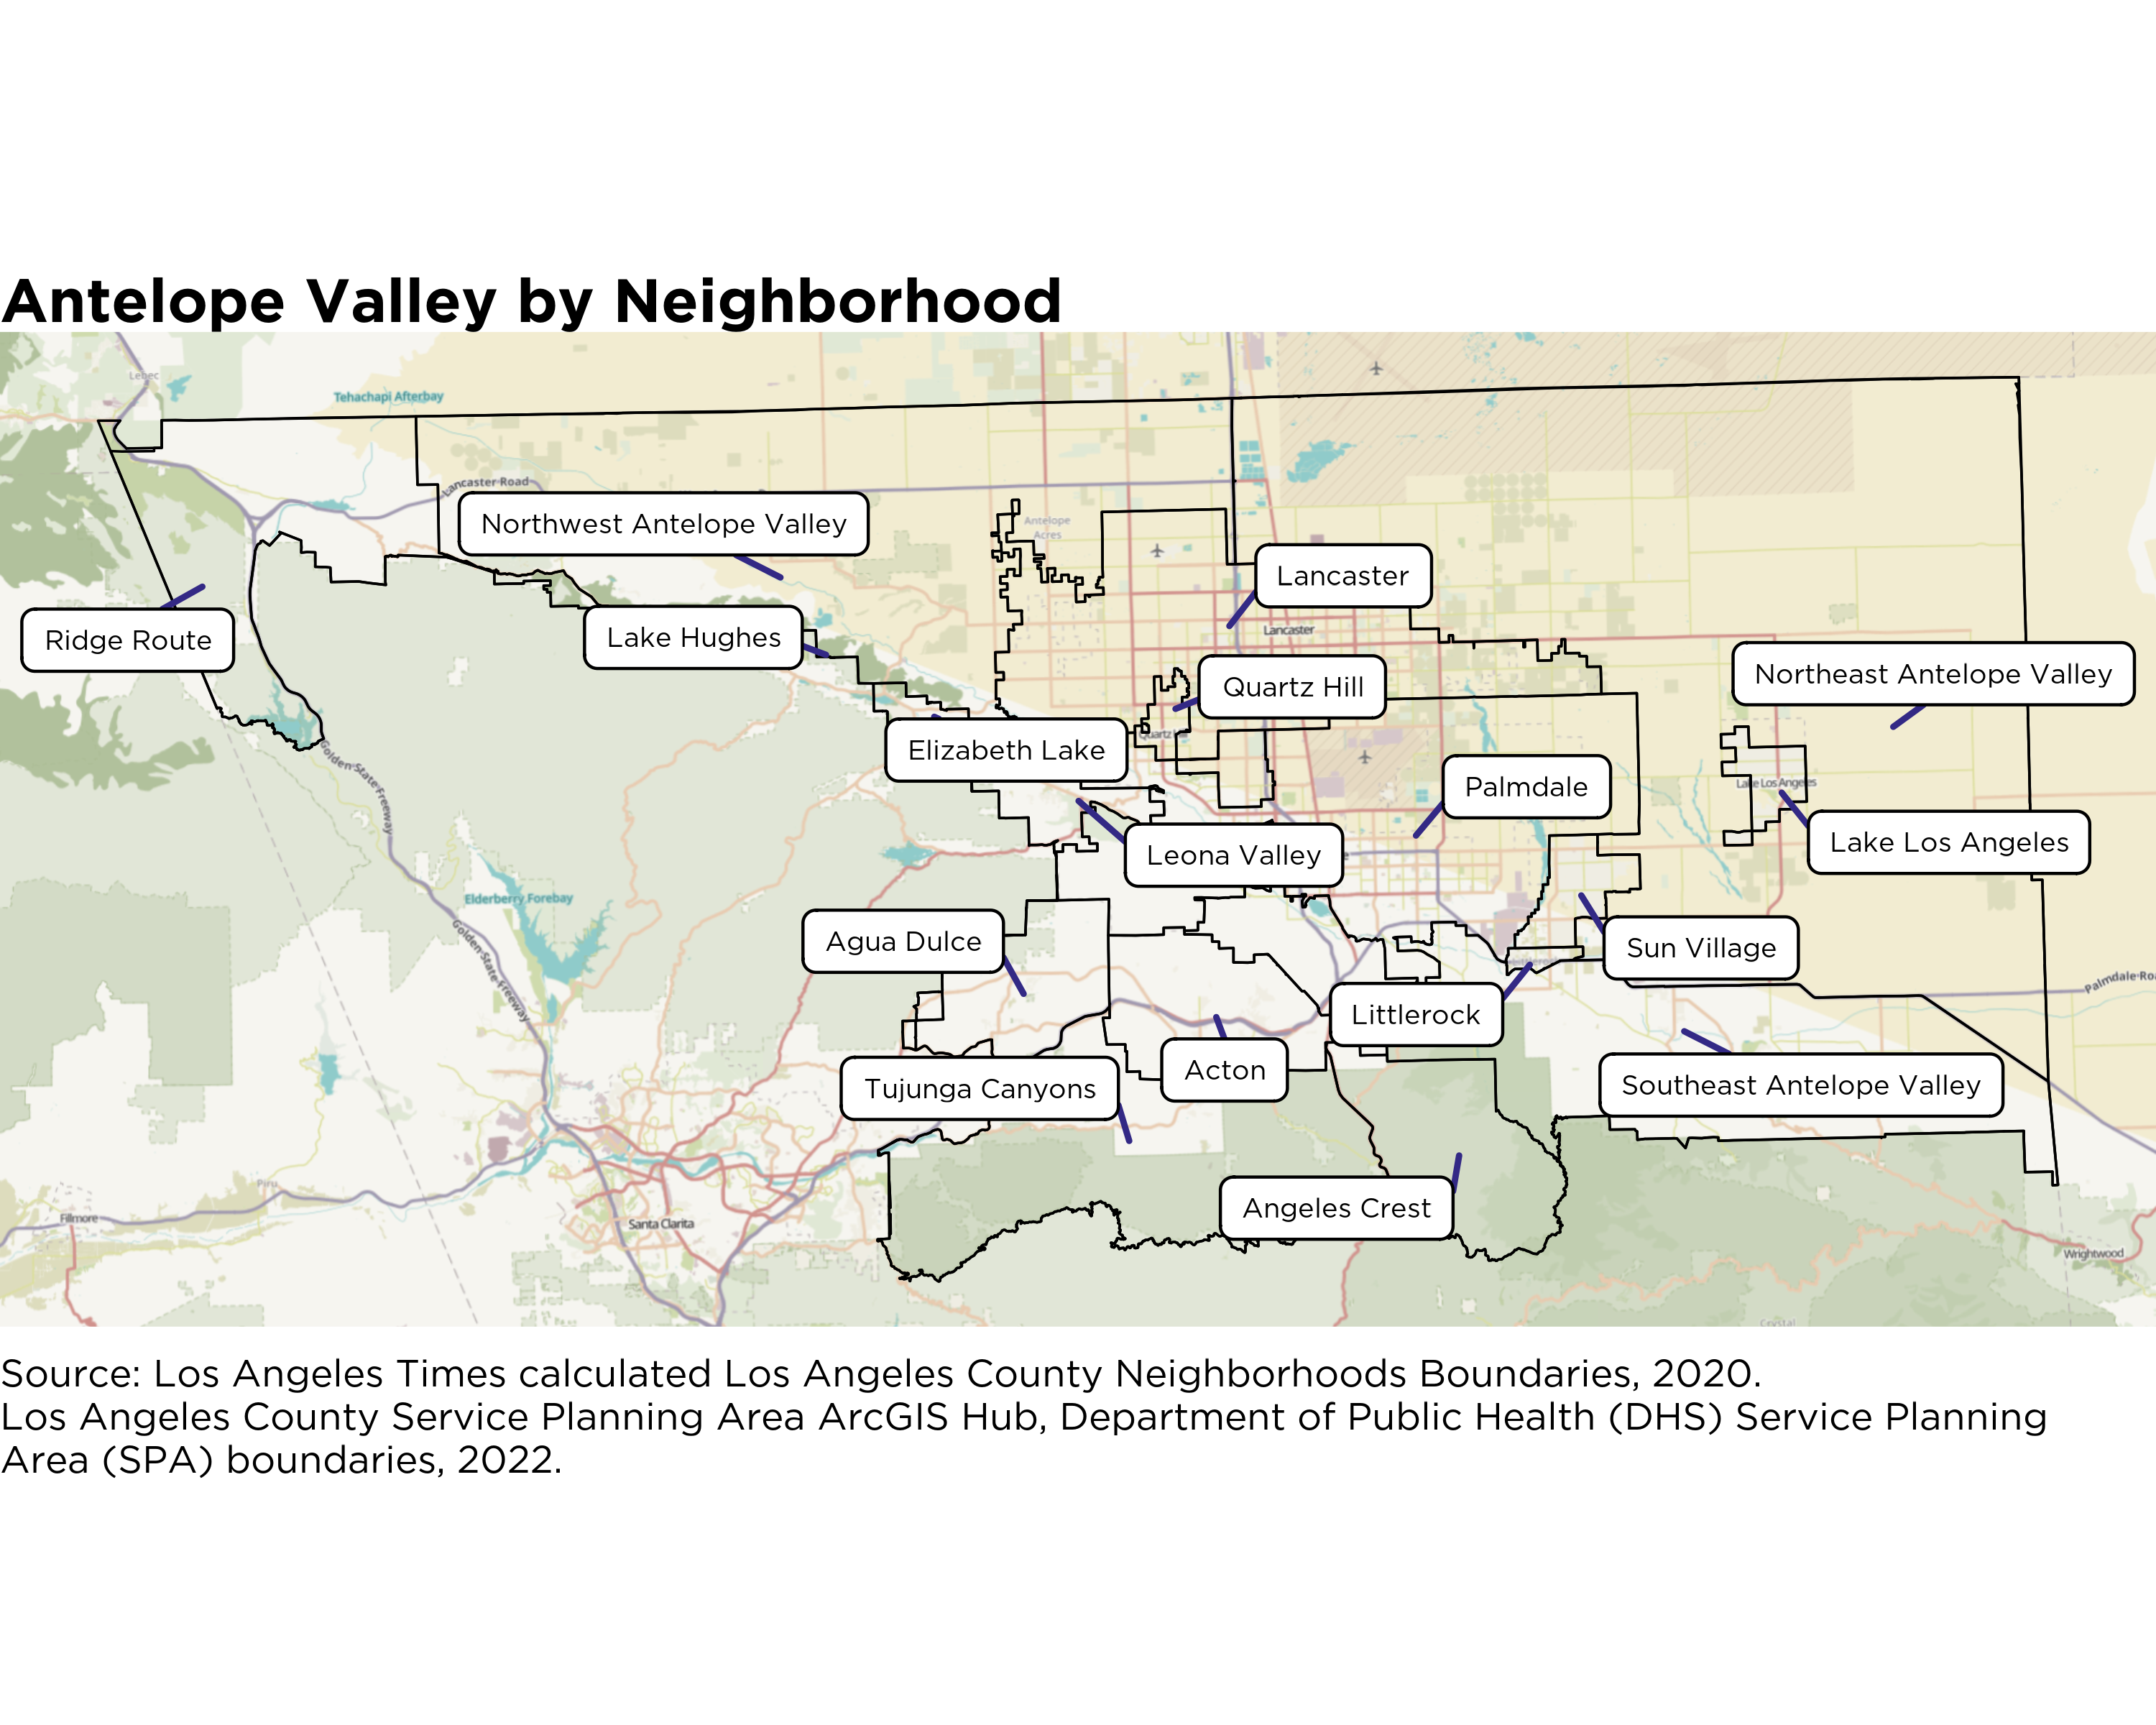 Antelope Valley by Neighborhood
Lebec
Tehachapi Afterbay
Lancaster Road
Northwest Antelope Valley
Antelope
Acres
Lancaster
Lancaster
Ridge Route
Lake Hughes
Northeast Antelope Valley
Quartz Hill
Elizabeth Lake
Golden State Freeway
Palmdale
Lake Los Angeles
Leona Valley
Lake Los Angeles
Elderberry Forebay
Agua Dulce
Sun Village
Golden State Freeway
Littlerock
Acton
Tujunga Canyons
Southeast Antelope Valley
Piru
Fillmore
Santa Clarita
Angeles Crest
Wrightwood
Crystal
Source: Los Angeles Times calculated Los Angeles County Neighborhoods Boundaries, 2020.
Los Angeles County Service Planning Area ArcGIS Hub, Department of Public Health (DHS) Service Planning
Area (SPA) boundaries, 2022.